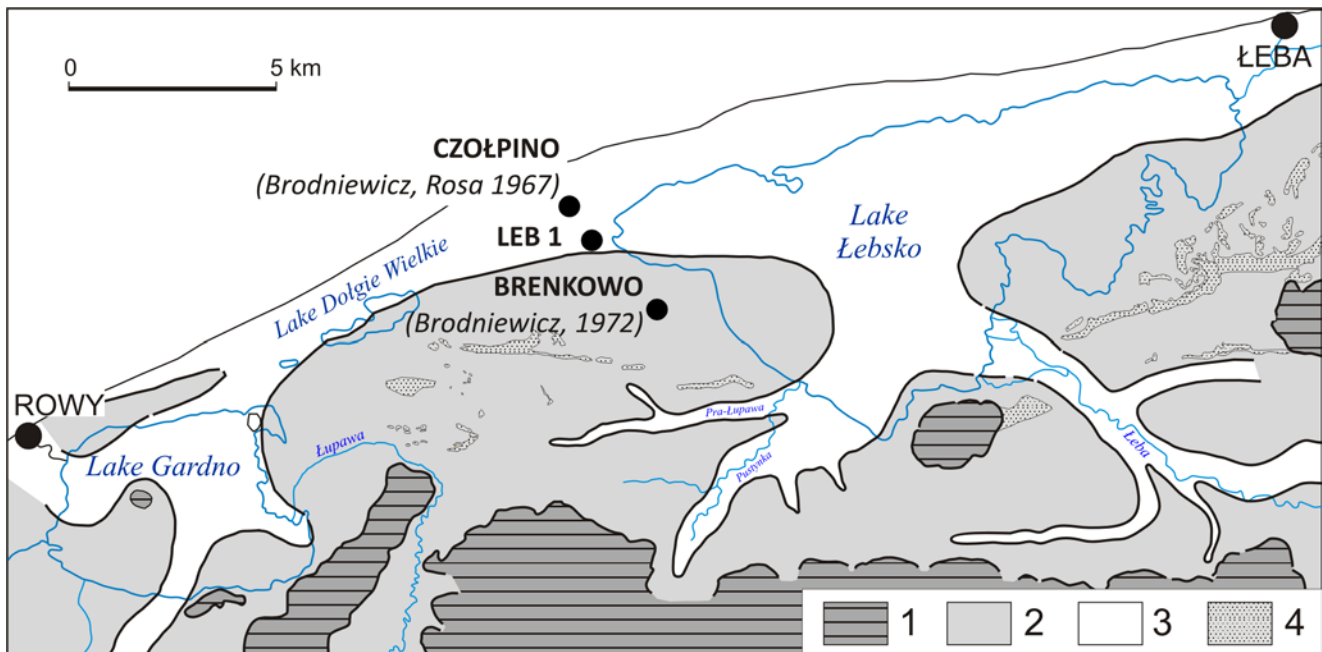 ŁEBA
0 5 km
CZOŁPINO
(Brodniewicz, Rosa 1967)
LEB 1
Lake
Łebsko
Lake Dołgie Wielkie
BRENKOWO
(Brodniewicz, 1972)
ROWY
Pra-Łupawa
Łupawa
Lake Gardno
Pustynka
Łeba
1 2 3 4